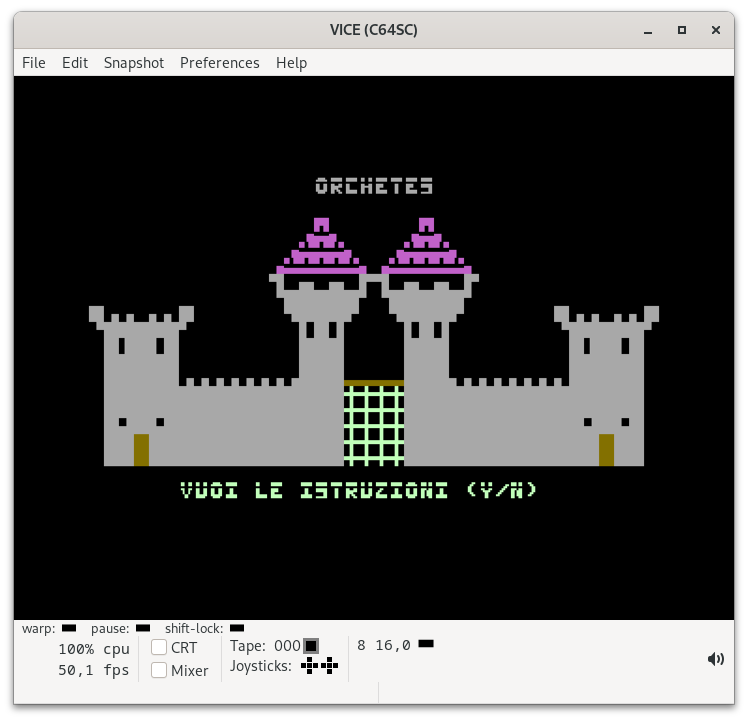 VICE (C64SC)
File Edit Snapshot Preferences Help
ORCHETES
VUOI LE ISTRUZIONI (Y/N)
warp: pause: shift-lock:
100% cpu CRT Tape: 000 8 16,0
50,1 fps Mixer Joysticks: